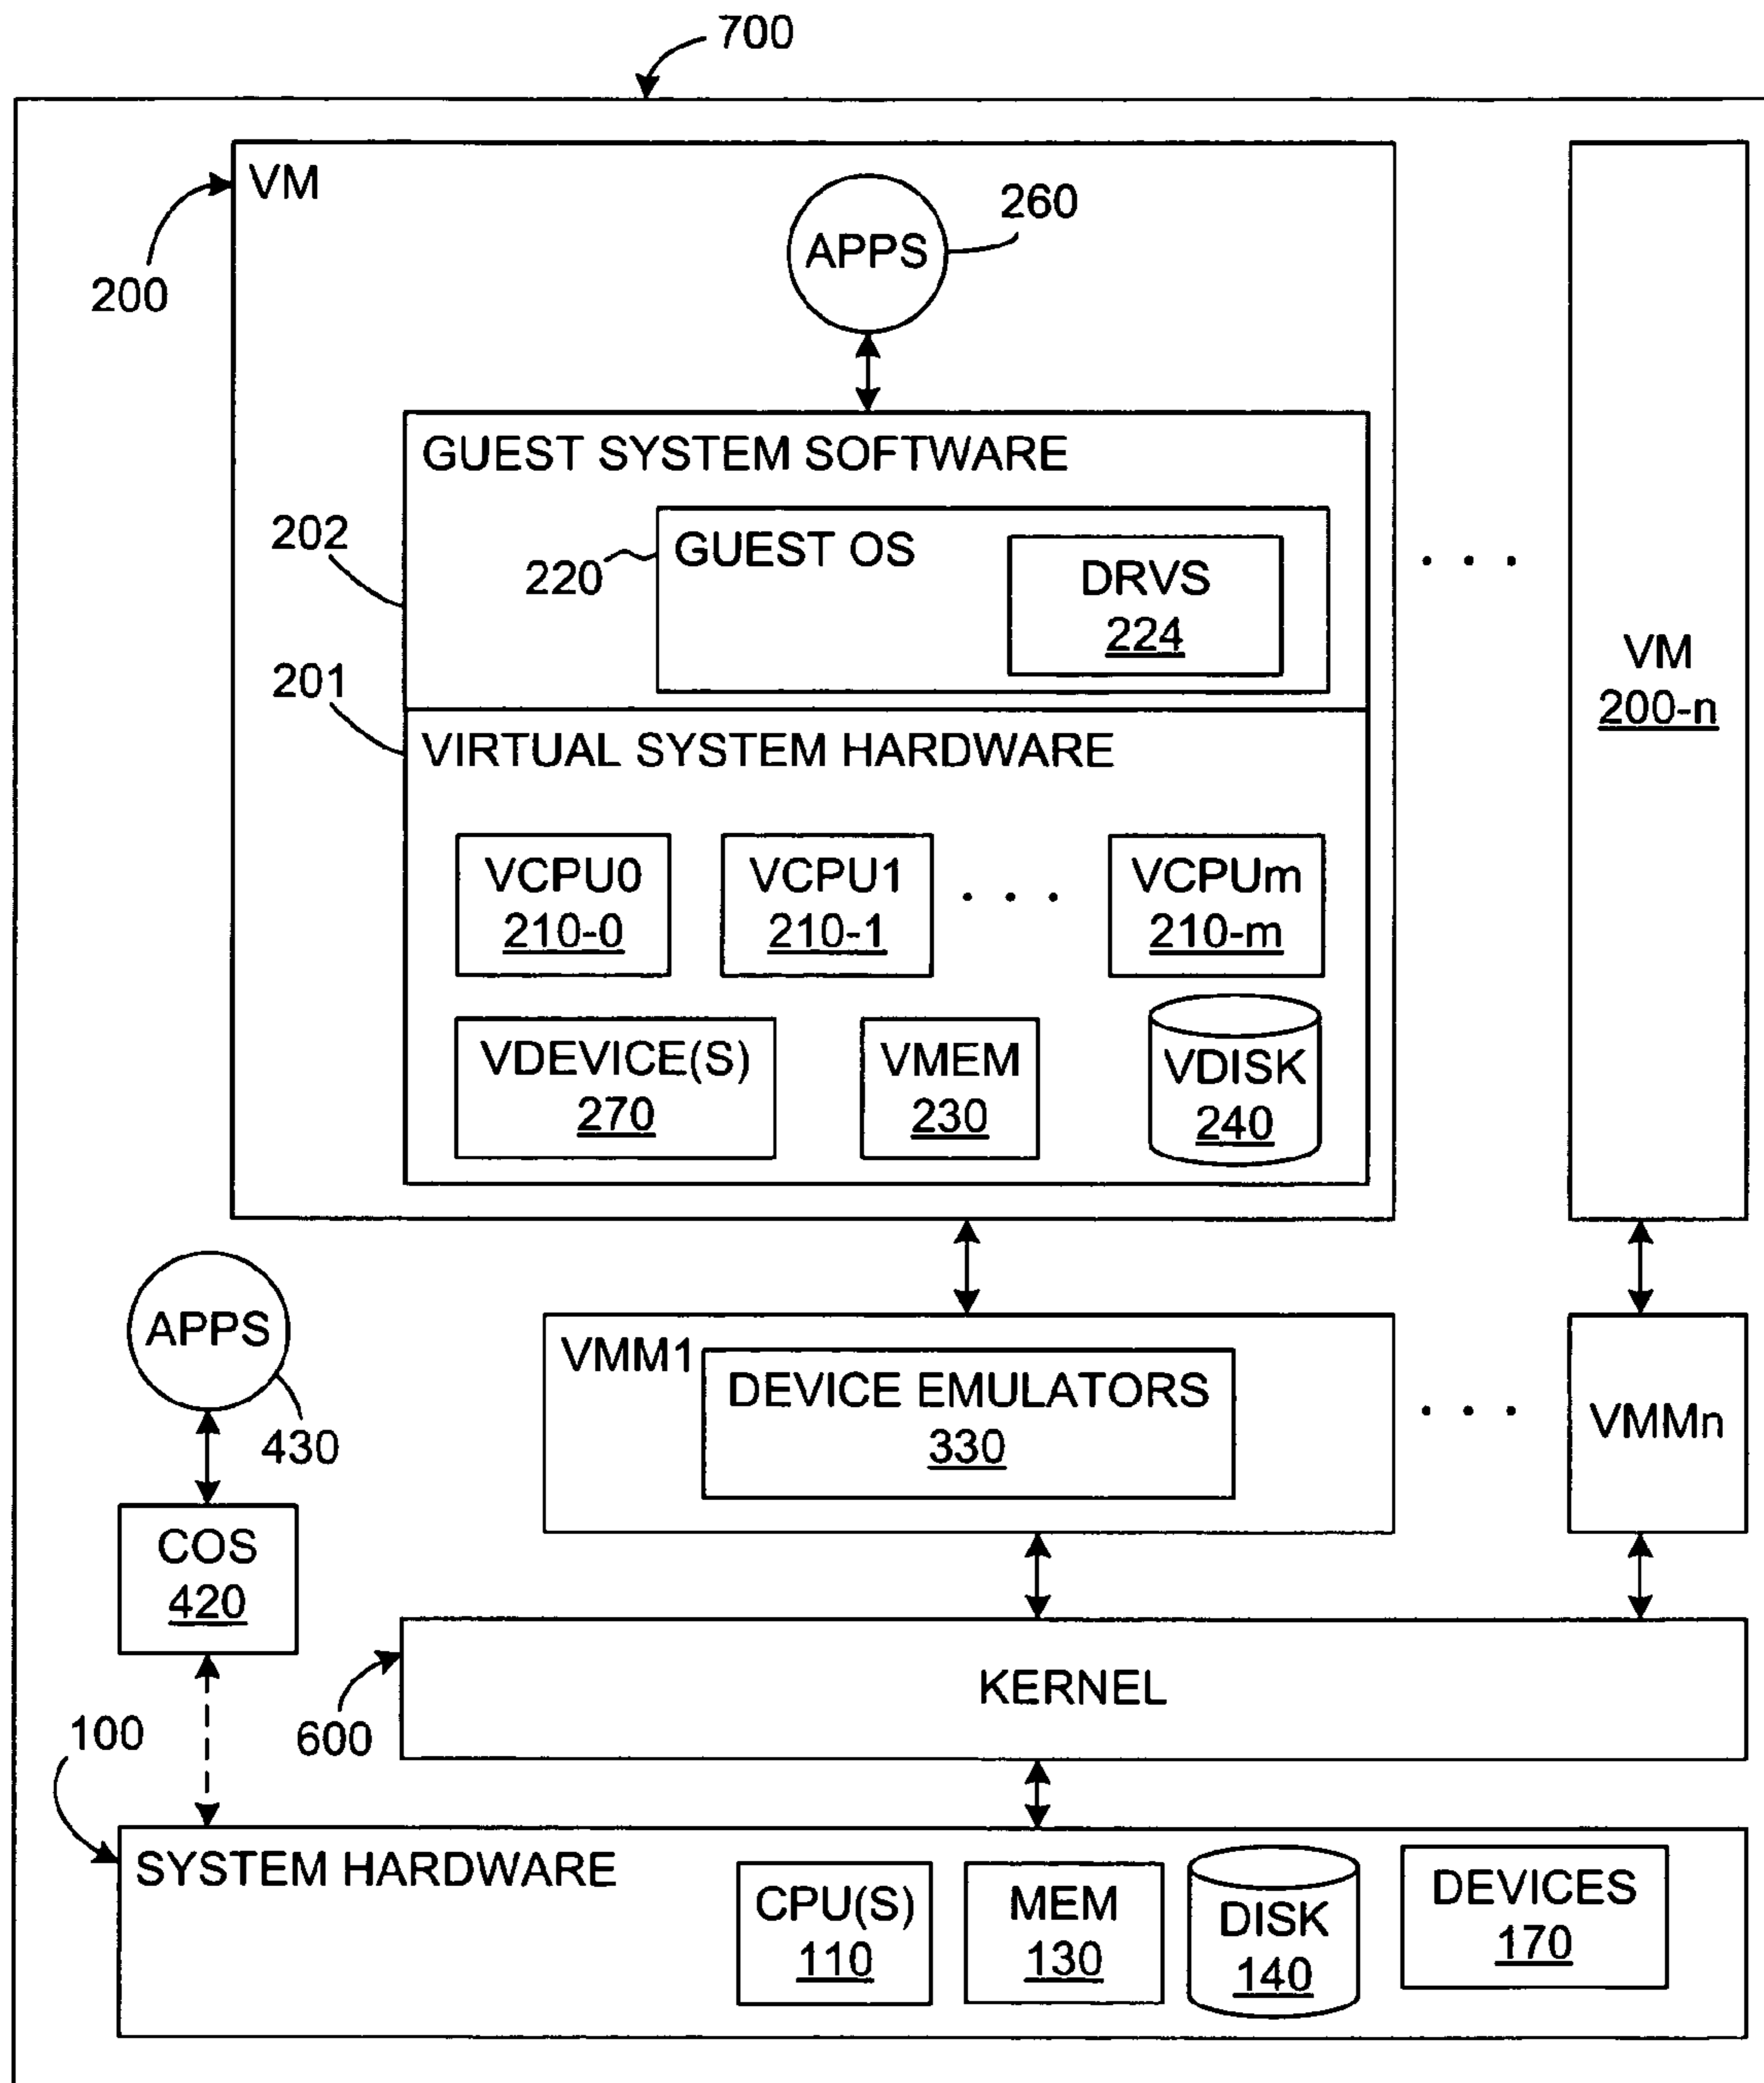 700
VM
200
260
APPS
GUEST SYSTEM SOFTWARE
202
220
GUEST OS
DRVS
224
201
VIRTUAL SYSTEM HARDWARE
VCPU0
210-0
VCPU1
210-1
. . .
VCPUm
210-m
VDEVICE(S)
270
VMEM
230
VDISK
240
. . .
VM
200-n
APPS
430
COS
420
VMM1
DEVICE EMULATORS
330
. . .
VMMn
600
KERNEL
100
SYSTEM HARDWARE
CPU(S)
110
MEM
130
DISK
140
DEVICES
170